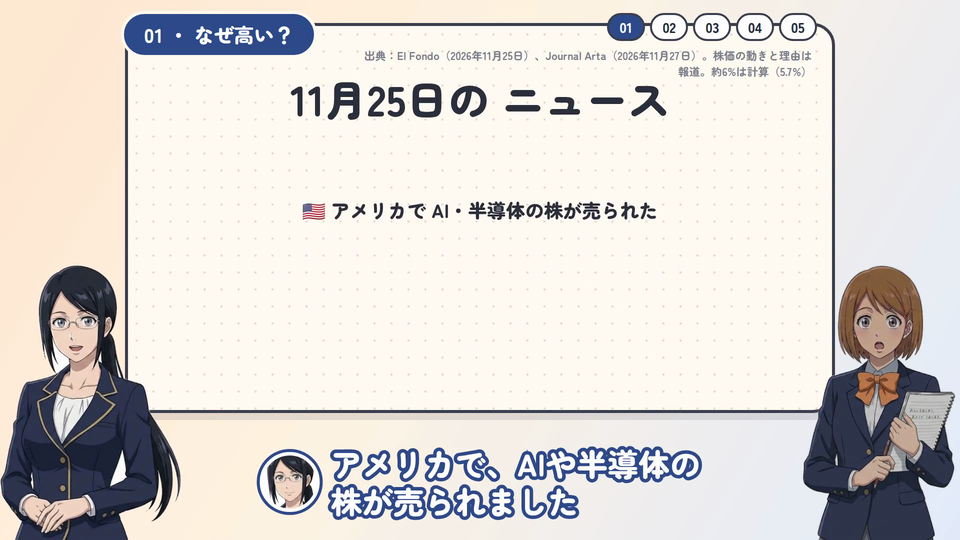 01 ・ なぜ高い？
01 02 03 04 05
出典：El Fondo（2026年11月25日）、Journal Arta（2026年11月27日）。株価の動きと理由は
報道。約6%は計算（5.7%）
11月25日の ニュース
アメリカで AI・半導体の株が売られた
アメリカで、AIや半導体の
株が売られました